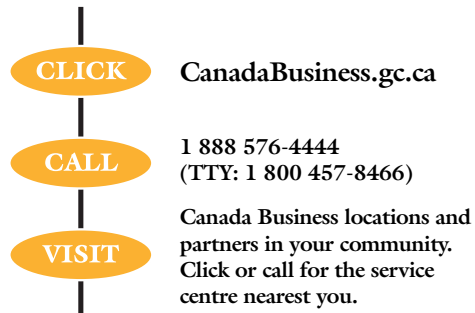 CLICK CanadaBusiness.gc.ca
CALL 1 888 576-4444
(TTY: 1 800 457-8466)
VISIT Canada Business locations and
partners in your community.
Click or call for the service
centre nearest you.